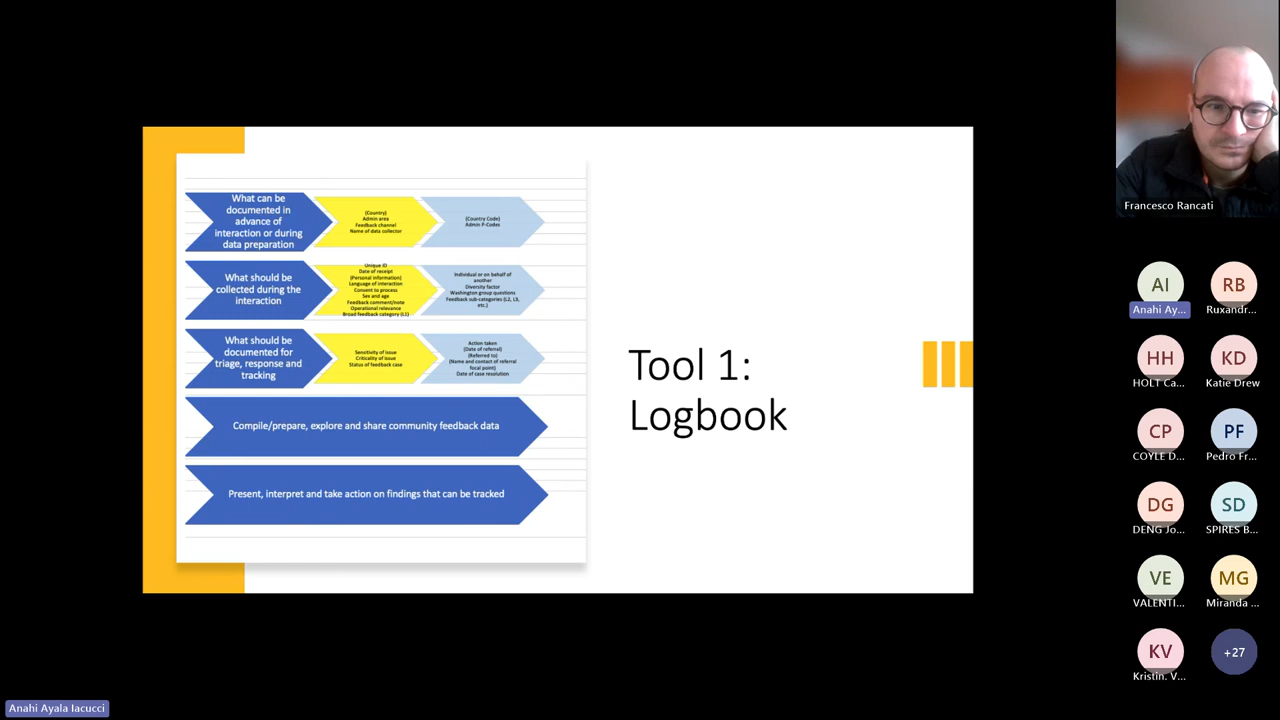 What can be
documented in
advance of
interaction or during
data preparation
(Country)
Admin area
Feedback channel
Name of data collector
(Country Code)
Admin P-Codes
What should be
collected during the
interaction
Unique ID
Date of receipt
(Personal information)
Language of interaction
Consent to process
Sex and age
Feedback comment/note
Operational relevance
Broad feedback category (L1)
Individual or on behalf of
another
Diversity factor
Washington group questions
Feedback sub-categories (L2, L3,
etc.)
What should be
documented for
triage, response and
tracking
Sensitivity of issue
Criticality of issue
Status of feedback case
Action taken
(Date of referral)
(Referred to)
(Name and contact of referral
focal point)
Date of case resolution
Compile/prepare, explore and share community feedback data
Present, interpret and take action on findings that can be tracked
Tool 1:
Logbook
Francesco Rancati
AI
RB
Anahi Ay...
Ruxandr...
HH
KD
HOLT Ca...
Katie Drew
CP
PF
COYLE D...
Pedro Fr...
DG
SD
DENG Jo...
SPIRES B...
VE
MG
VALENTI...
Miranda ...
KV
+27
Kristin. V...
Anahi Ayala Iacucci